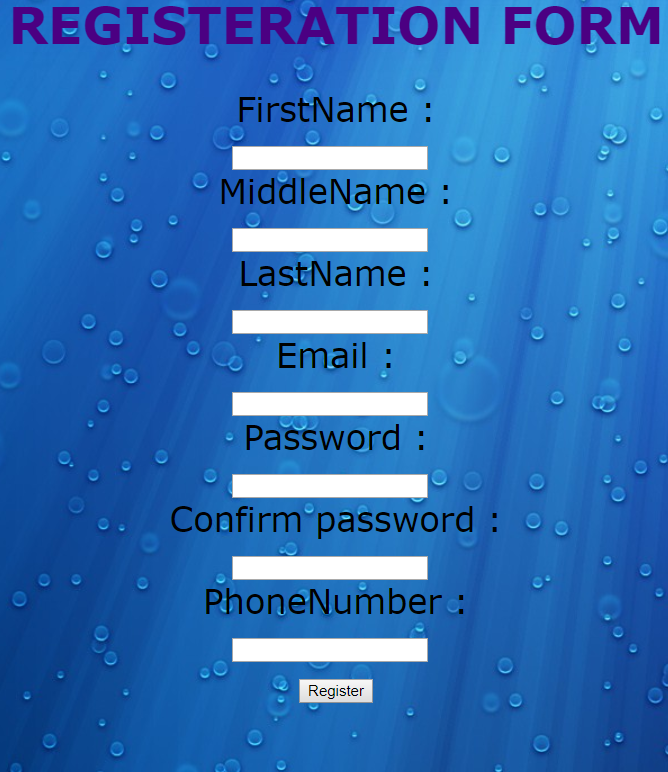 REGISTERATION FORM
FirstName :
MiddleName :
LastName :
Email :
Password :
Confirm password :
PhoneNumber :
Register